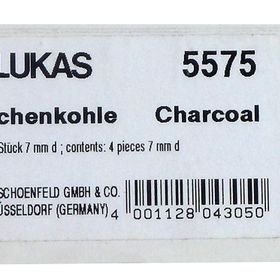 LUKAS 5575
chenkohle Charcoal
Stück 7 mm d ; contents: 4 pieces 7 mm d
SCHOENFELD GMBH & CO.
ÜSSELDORF (GERMANY)
4 001128 043050